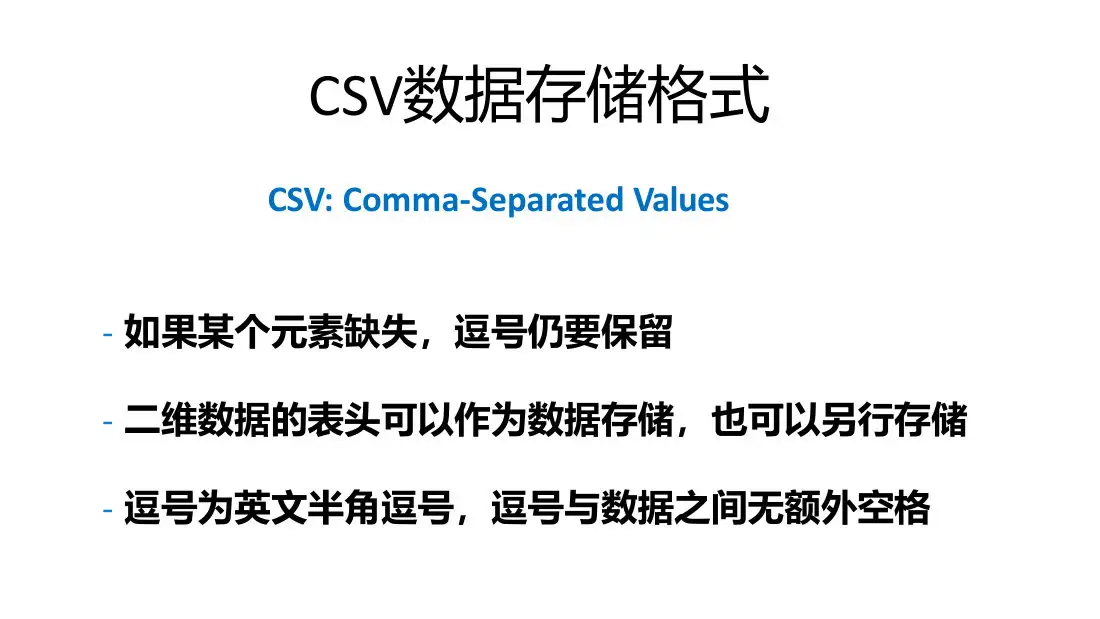 CSV数据存储格式
CSV: Comma-Separated Values
- 如果某个元素缺失，逗号仍要保留
- 二维数据的表头可以作为数据存储，也可以另行存储
- 逗号为英文半角逗号，逗号与数据之间无额外空格